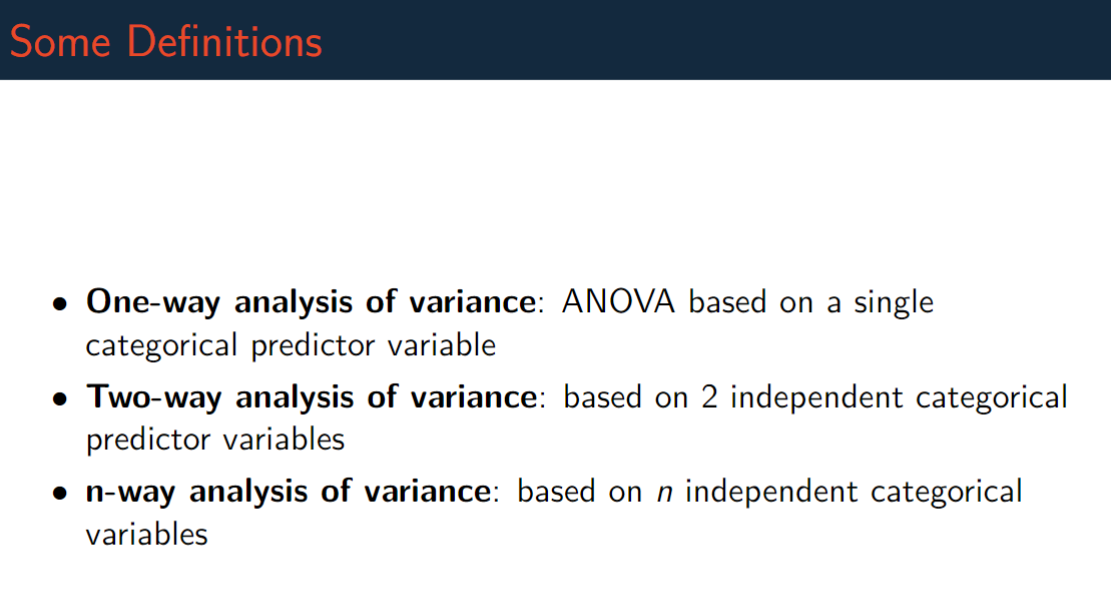 Some Definitions
• One-way analysis of variance: ANOVA based on a single
categorical predictor variable
• Two-way analysis of variance: based on 2 independent categorical
predictor variables
• n-way analysis of variance: based on n independent categorical
variables